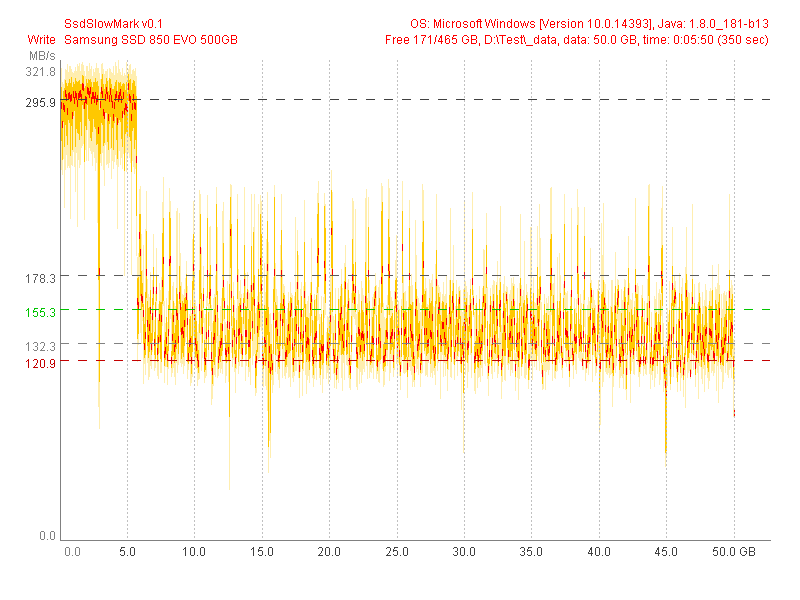 SsdSlowMark v0.1
OS: Microsoft Windows [Version 10.0.14393], Java: 1.8.0_181-b13
Write Samsung SSD 850 EVO 500GB
Free 171/465 GB, D:\Test\_data, data: 50.0 GB, time: 0:05:50 (350 sec)
MB/s
321.8
295.9
178.3
155.3
132.3
120.9
0.0
0.0 5.0 10.0 15.0 20.0 25.0 30.0 35.0 40.0 45.0 50.0 GB